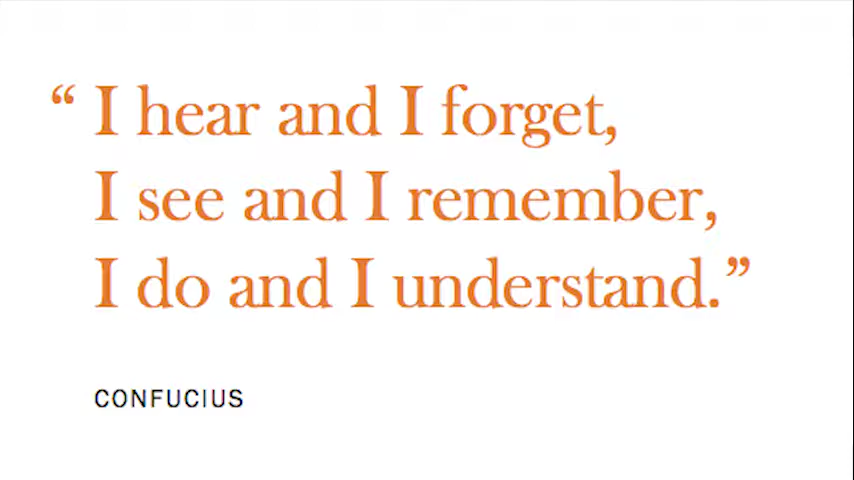 “ I hear and I forget,
I see and I remember,
I do and I understand.”
CONFUCIUS